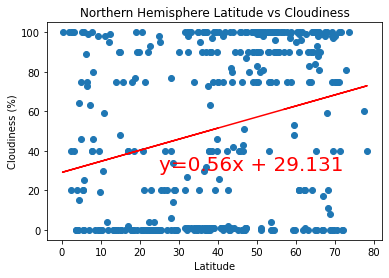 Northern Hemisphere Latitude vs Cloudiness
100
80
60
40
20
0
Cloudiness (%)
y=0.56x + 29.131
0 10 20 30 40 50 60 70 80
Latitude